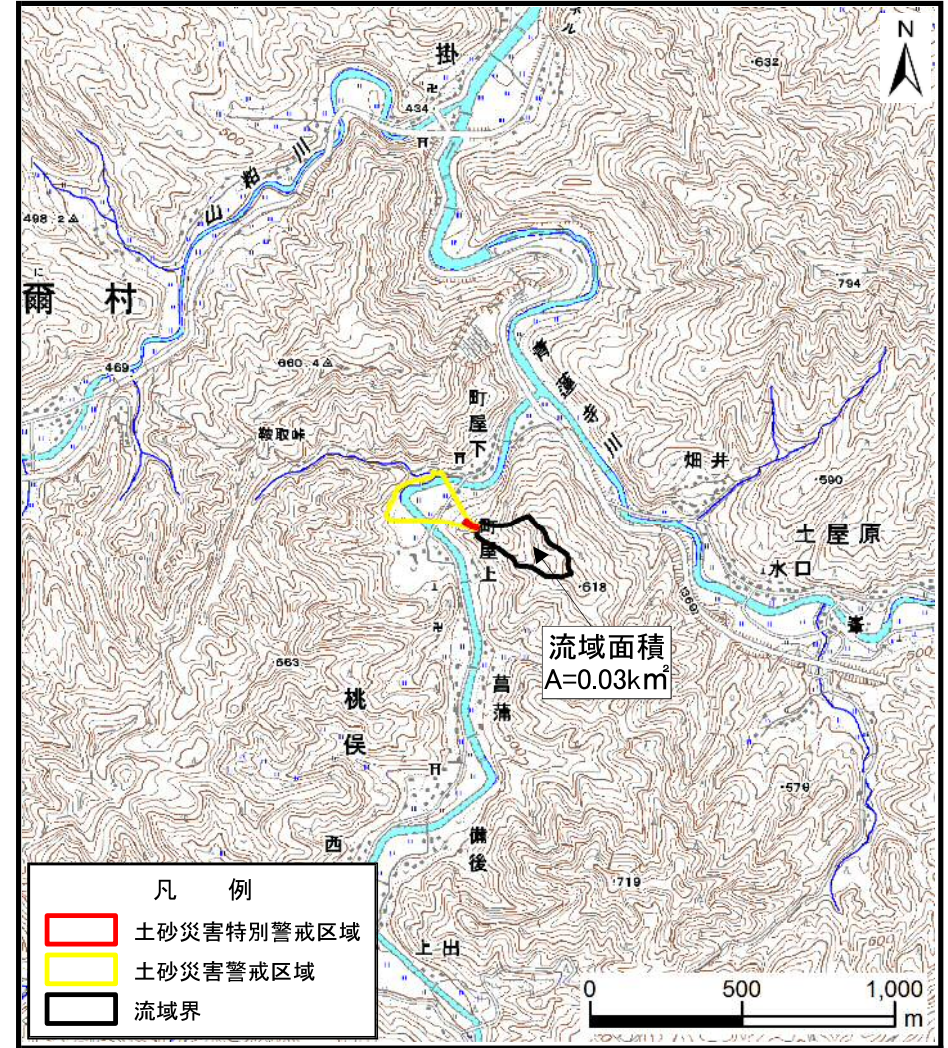 N
掛
・632
434
山粕川
498.2
794
爾村
660.4
469
町屋下
鞍取峠
青蓮寺川
畑井
・590
土屋原
町屋上
水口
・618
(369)
流域面積
A=0.03km²
・663
菖蒲
桃俣
・579
西
備後
・719
凡 例
土砂災害特別警戒区域
上出
土砂災害警戒区域
流域界
0 500 1,000
m